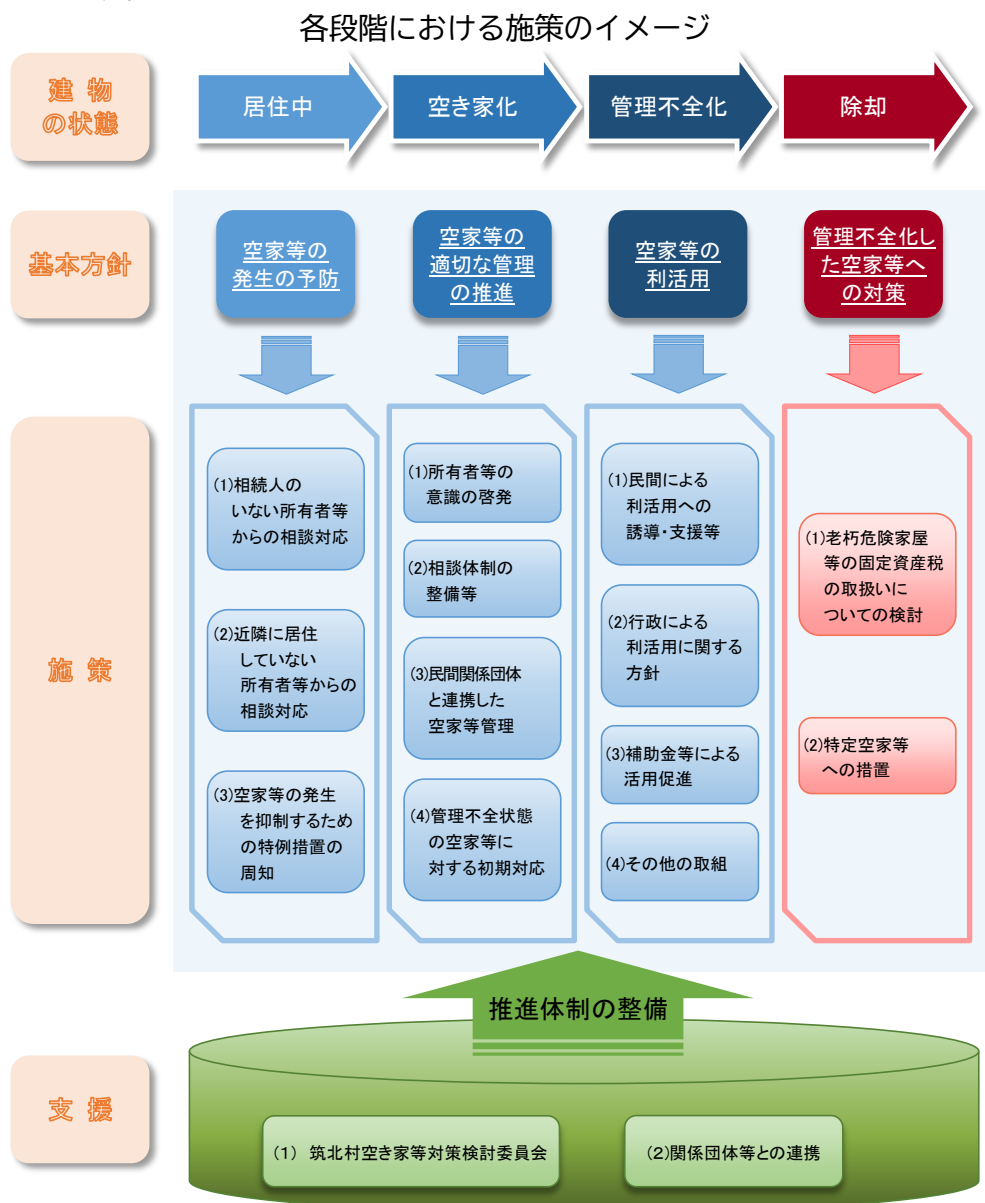 各段階における施策のイメージ
建 物
の状態
居住中
空き家化
管理不全化
除却
基本方針
空家等の
発生の予防
空家等の
適切な管理
の推進
空家等の
利活用
管理不全化し
た空家等へ
の対策
施 策
(1)相続人の
いない所有者等
からの相談対応
(2)近隣に居住
していない
所有者等からの
相談対応
(3)空家等の発生
を抑制するため
の特例措置の
周知
(1)所有者等の
意識の啓発
(2)相談体制の
整備等
(3)民間関係団体
と連携した
空家等管理
(4)管理不全状態
の空家等に
対する初期対応
(1)民間による
利活用への
誘導・支援等
(2)行政による
利活用に関する
方針
(3)補助金等による
活用促進
(4)その他の取組
(1)老朽危険家屋
等の固定資産税
の取扱いに
ついての検討
(2)特定空家等
への措置
推進体制の整備
支 援
(1) 筑北村空き家等対策検討委員会
(2)関係団体等との連携